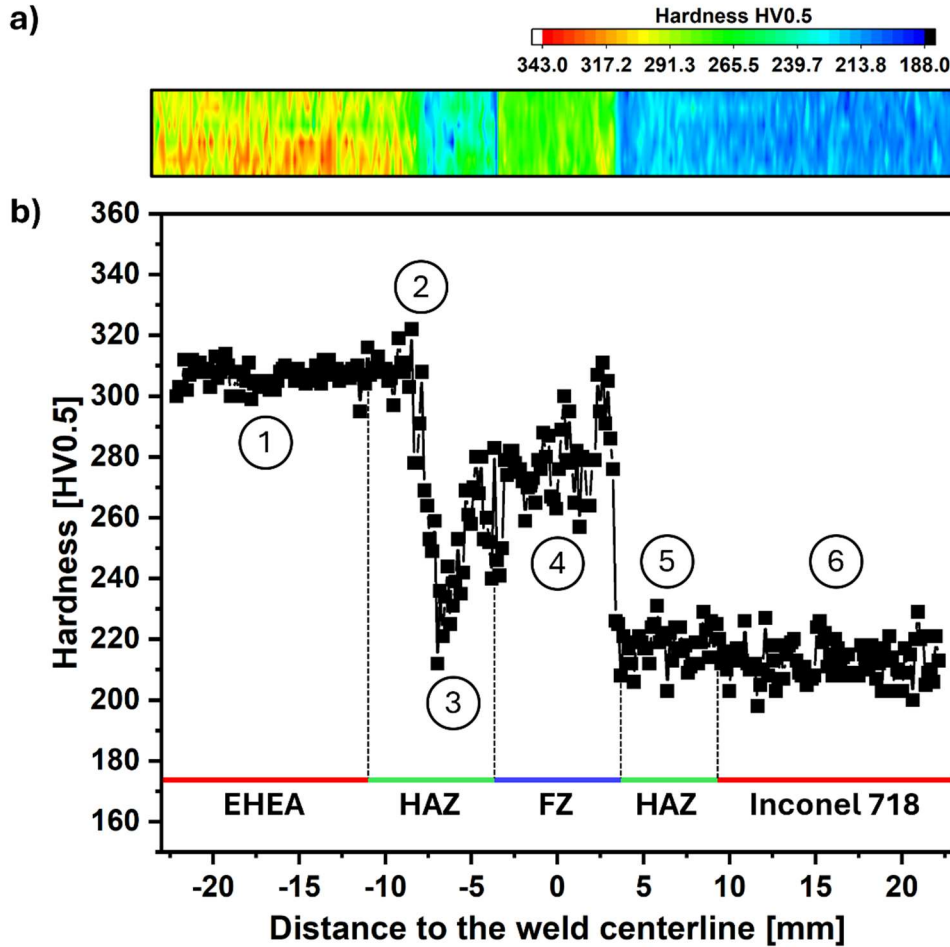 a)
Hardness HV0.5
343.0 317.2 291.3 265.5 239.7 213.8 188.0
b)
360
340
320
300
280
260
240
220
200
180
160
Hardness [HV0.5]
2
1
4
5
6
3
EHEA HAZ FZ HAZ Inconel 718
-20 -15 -10 -5 0 5 10 15 20
Distance to the weld centerline [mm]